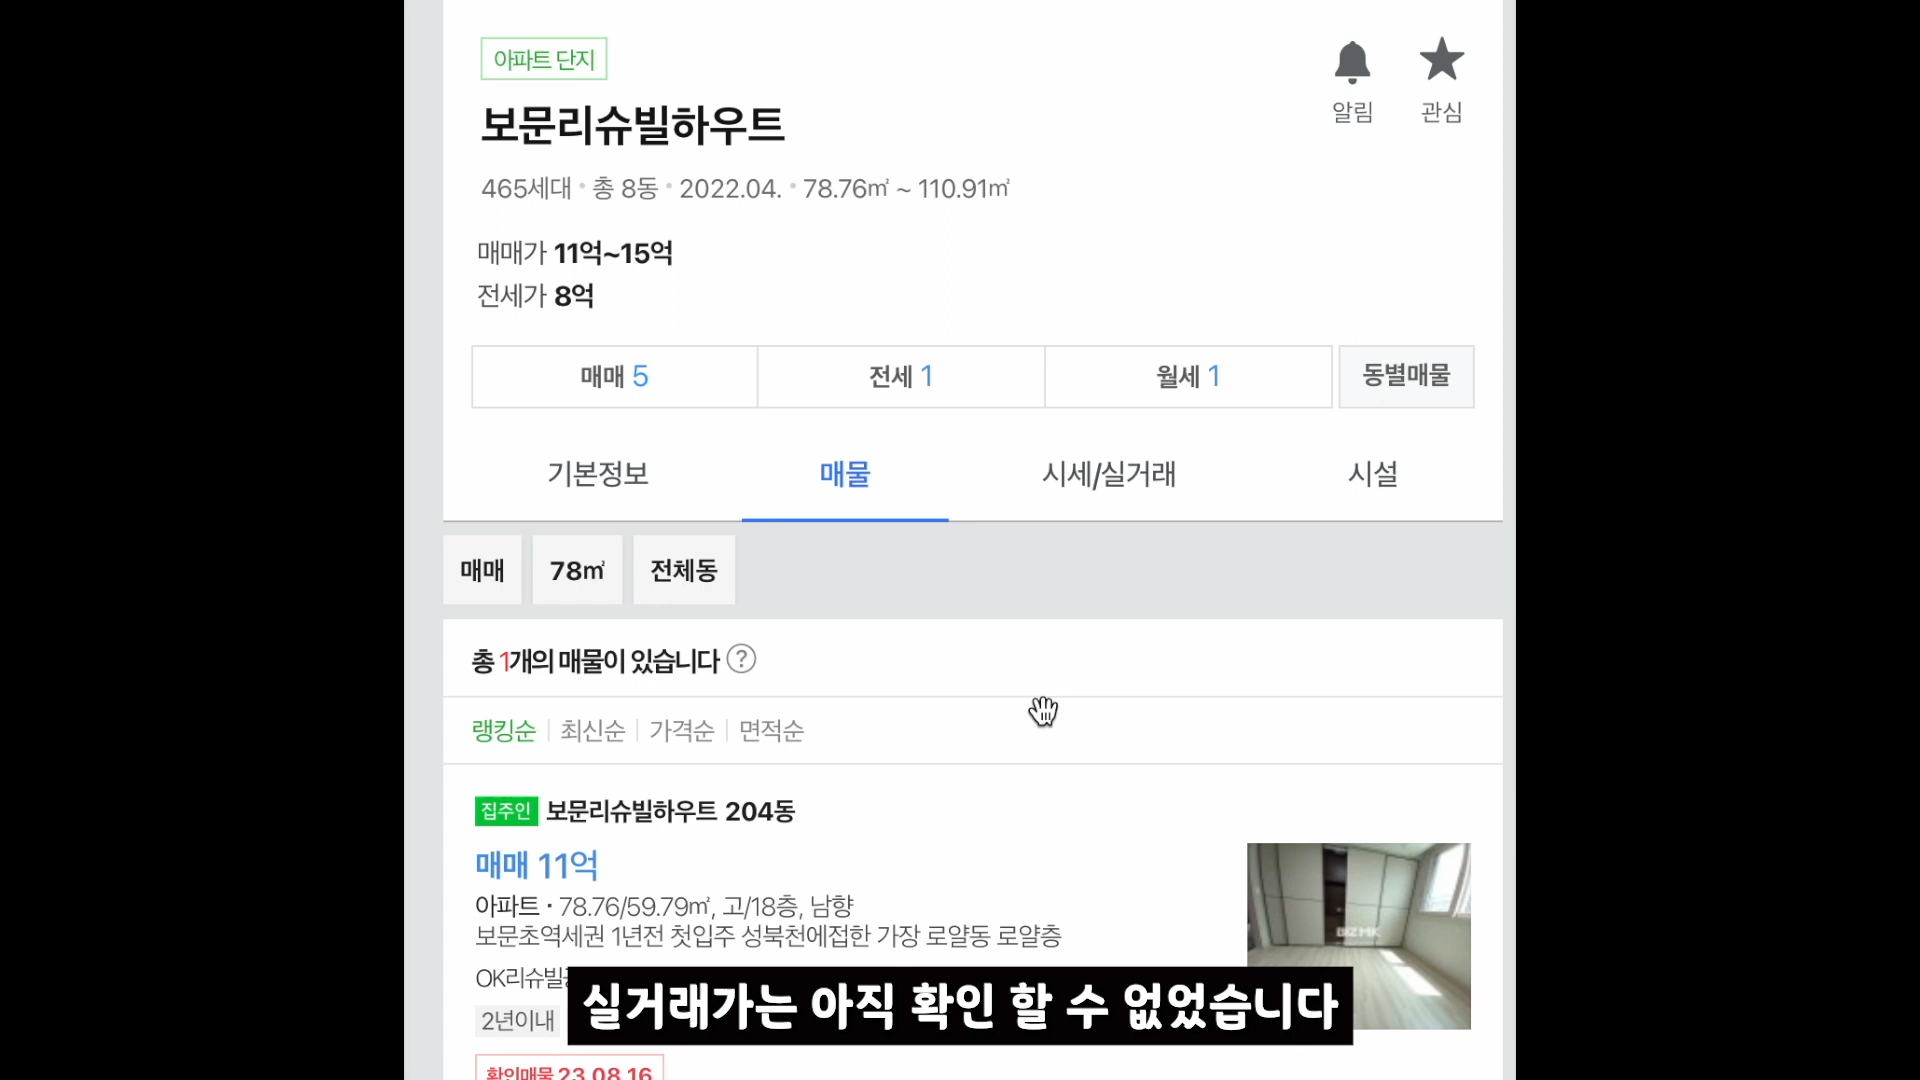 아파트 단지
알림
관심
보문리슈빌하우트
465세대 · 총 8동 · 2022.04. · 78.76㎡ ~ 110.91㎡
매매가 11억~15억
전세가 8억
매매 5
전세 1
월세 1
동별매물
기본정보
매물
시세/실거래
시설
매매
78㎡
전체동
총 1개의 매물이 있습니다 ?
랭킹순 | 최신순 | 가격순 | 면적순
집주인 보문리슈빌하우트 204동
매매 11억
아파트 · 78.76/59.79㎡, 고/18층, 남향
보문초역세권 1년전 첫입주 성북천에접한 가장 로얄동 로얄층
BIZMK
OK리슈빌
2년이내
실거래가는 아직 확인 할 수 없었습니다
확인매물 23.08.16